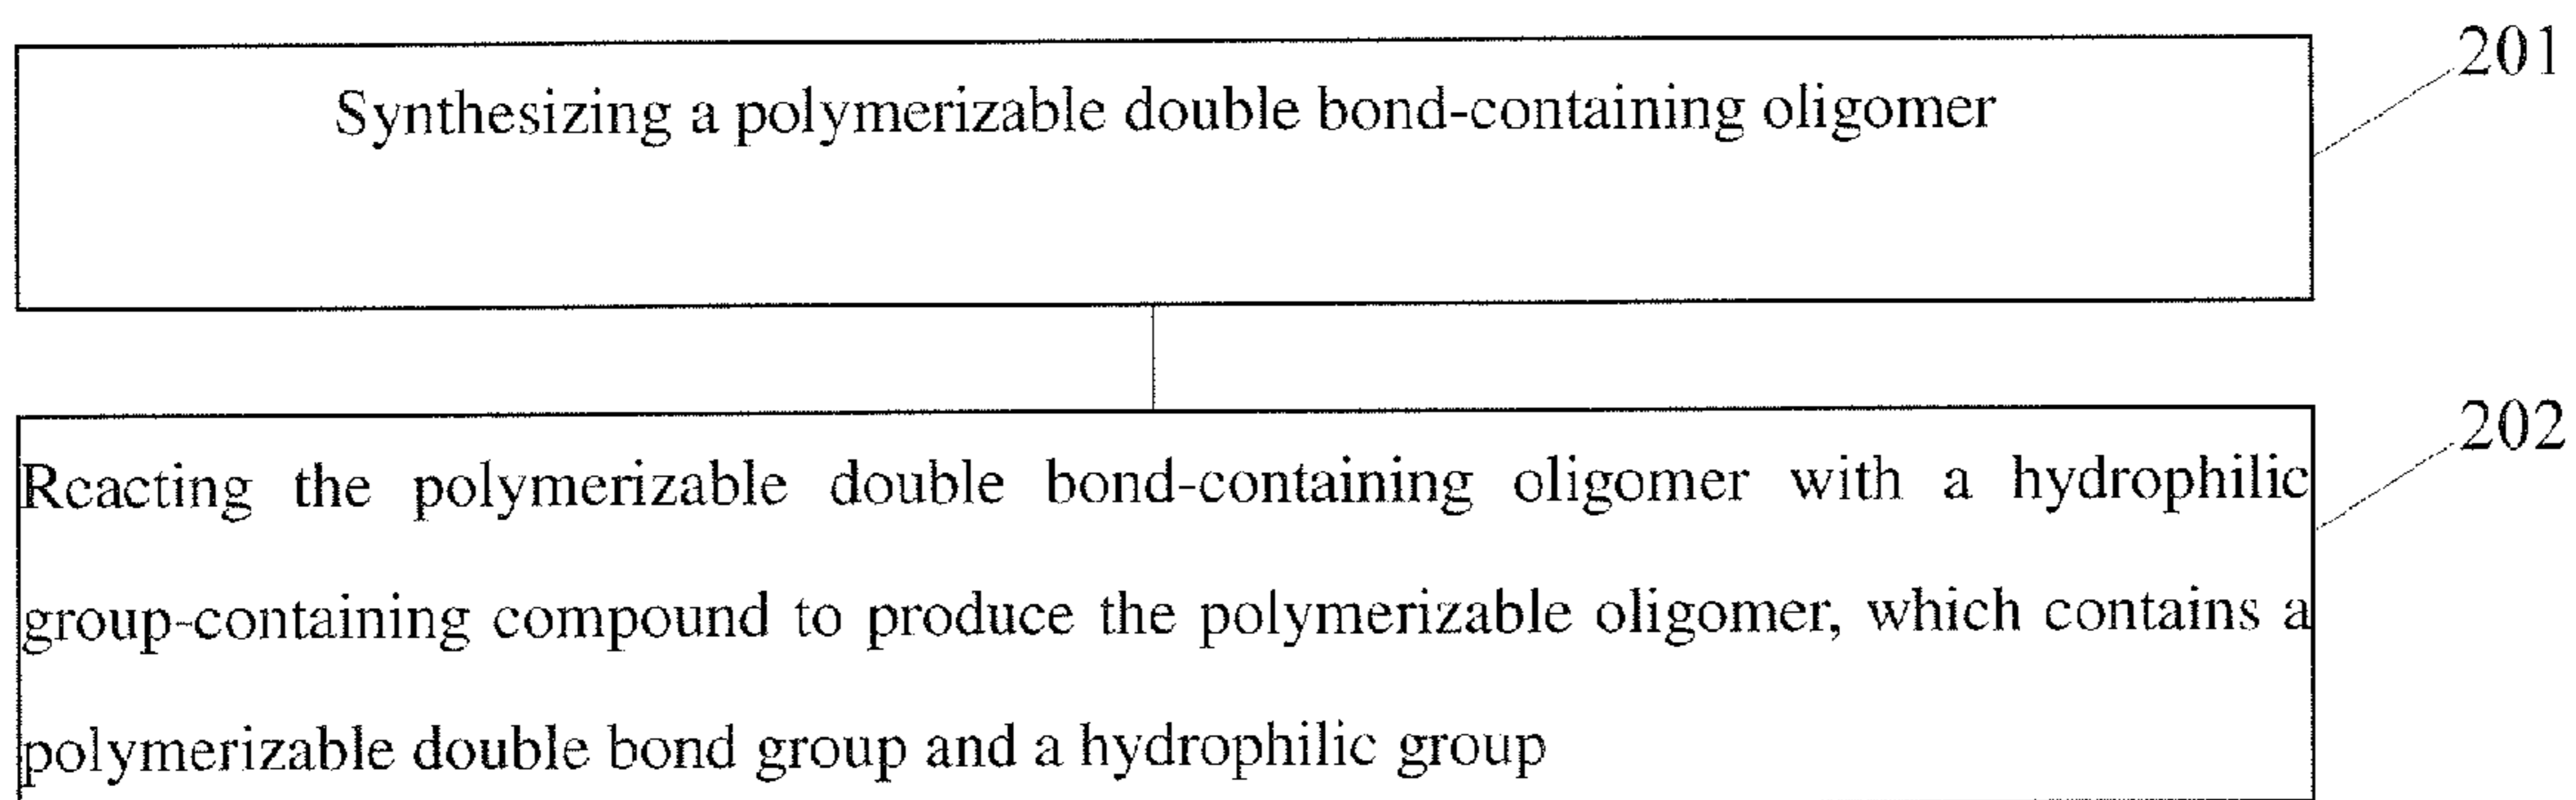 201
Synthesizing a polymerizable double bond-containing oligomer
202
Reacting the polymerizable double bond-containing oligomer with a hydrophilic
group-containing compound to produce the polymerizable oligomer, which contains a
polymerizable double bond group and a hydrophilic group